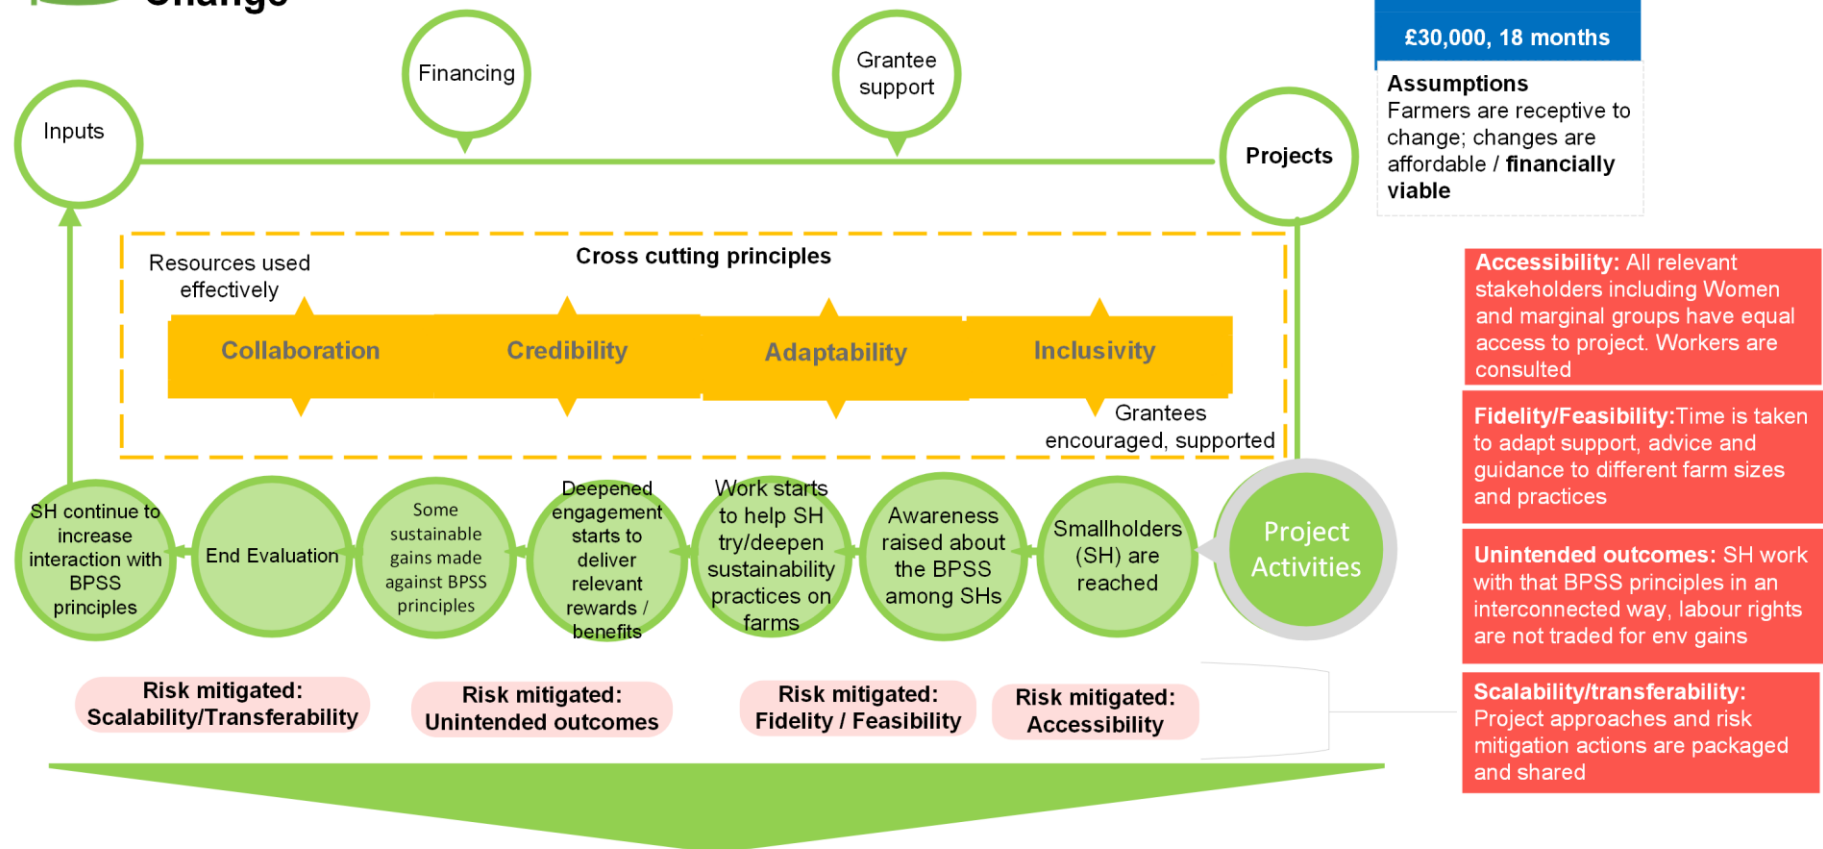 Change
£30,000, 18 months
Assumptions
Farmers are receptive to
change; changes are
affordable / financially
viable
Inputs
Financing
Grantee
support
Projects
Cross cutting principles
Resources used
effectively
Collaboration
Credibility
Adaptability
Inclusivity
Grantees
encouraged, supported
SH continue to
increase
interaction with
BPSS
principles
End Evaluation
Some
sustainable
gains made
against BPSS
principles
Deepened
engagement
starts to
deliver
relevant
rewards /
benefits
Work starts
to help SH
try/deepen
sustainability
practices on
farms
Awareness
raised about
the BPSS
among SHs
Smallholders
(SH) are
reached
Project
Activities
Risk mitigated:
Scalability/Transferability
Risk mitigated:
Unintended outcomes
Risk mitigated:
Fidelity / Feasibility
Risk mitigated:
Accessibility
Accessibility: All relevant
stakeholders including Women
and marginal groups have equal
access to project. Workers are
consulted
Fidelity/Feasibility:Time is taken
to adapt support, advice and
guidance to different farm sizes
and practices
Unintended outcomes: SH work
with that BPSS principles in an
interconnected way, labour rights
are not traded for env gains
Scalability/transferability:
Project approaches and risk
mitigation actions are packaged
and shared